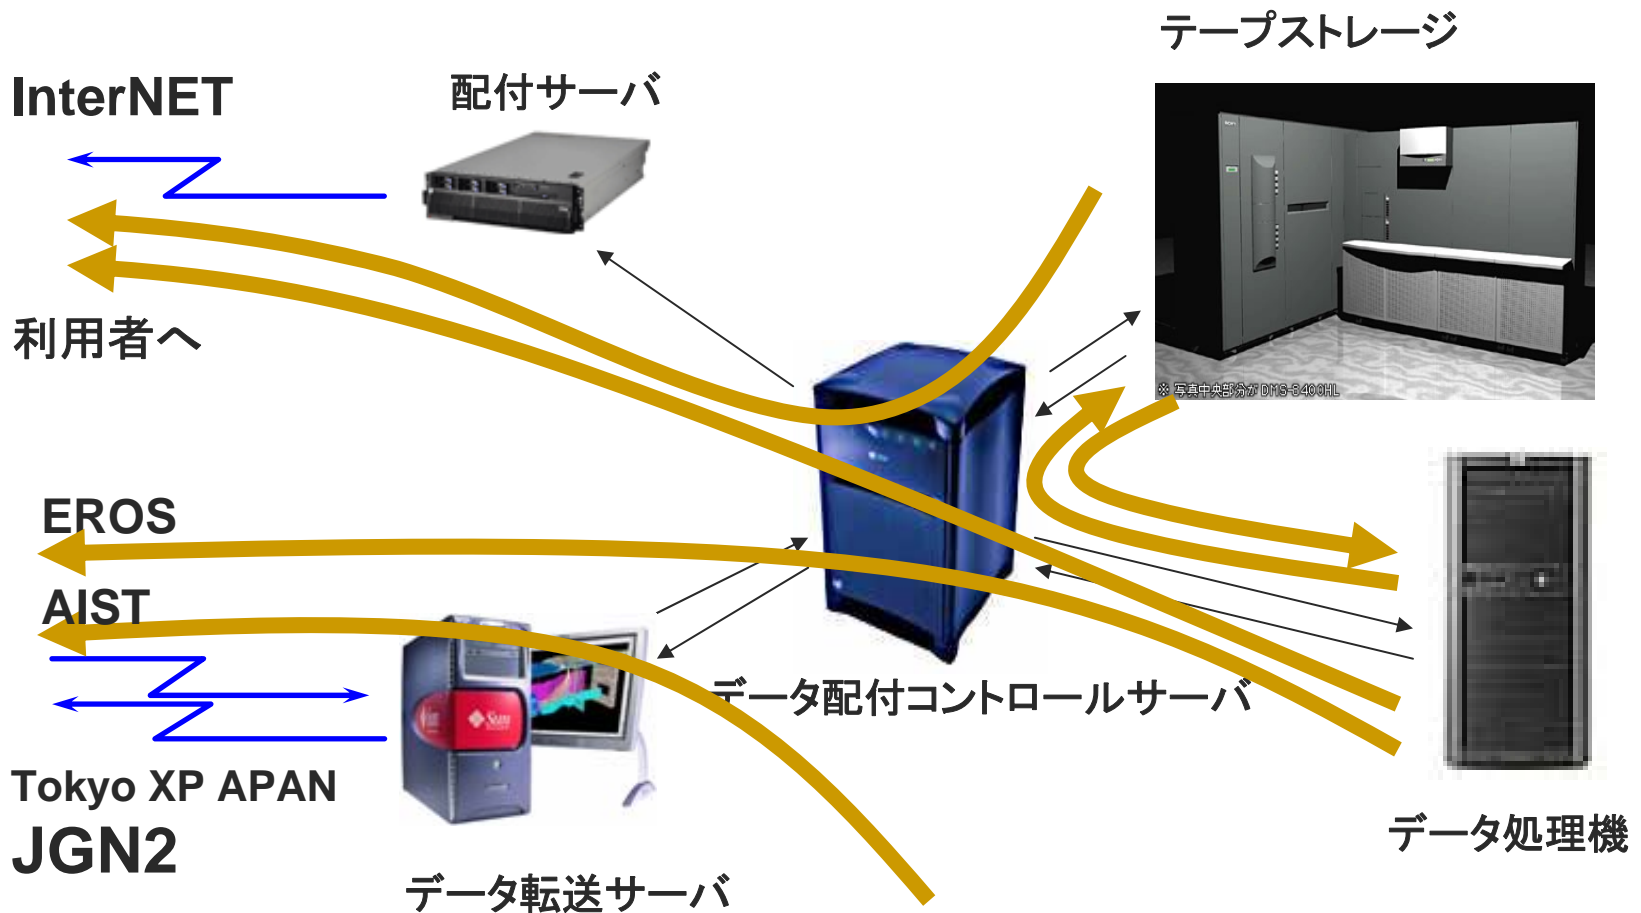 テープストレージ
InterNET
配付サーバ
利用者へ
※ 写真中央部分が DMS-8400HL
EROS
AIST
データ配付コントロールサーバ
Sun
Tokyo XP APAN
JGN2
データ処理機
データ転送サーバ